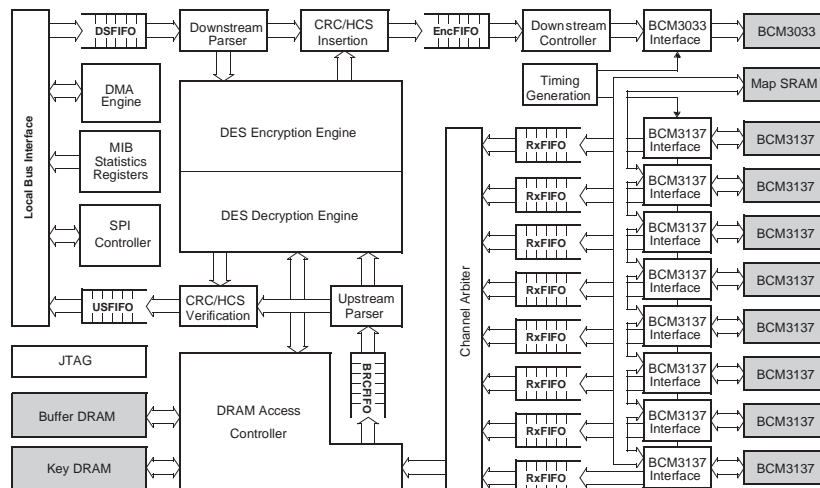 DSFIFO
Downstream
Parser
CRC/HCS
Insertion
EncFIFO
Downstream
Controller
BCM3033
Interface
BCM3033
Local Bus Interface
DMA
Engine
MIB
Statistics
Registers
SPI
Controller
DES Encryption Engine
DES Decryption Engine
Timing
Generation
Map SRAM
USFIFO
CRC/HCS
Verification
Upstream
Parser
BRCFIFO
JTAG
Buffer DRAM
Key DRAM
DRAM Access
Controller
Channel Arbiter
RxFIFO
BCM3137
Interface
BCM3137
RxFIFO
BCM3137
Interface
BCM3137
RxFIFO
BCM3137
Interface
BCM3137
RxFIFO
BCM3137
Interface
BCM3137
RxFIFO
BCM3137
Interface
BCM3137
RxFIFO
BCM3137
Interface
BCM3137
RxFIFO
BCM3137
Interface
BCM3137
RxFIFO
BCM3137
Interface
BCM3137